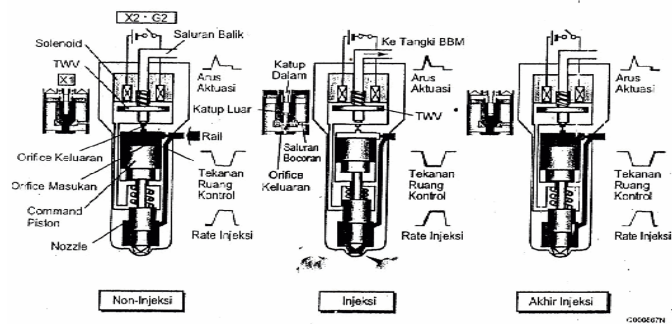 X2・G2
Saluran Balik
Solenoid
TWV
X1
Arus
Aktuasi
Rail
Orifice Keluaran
Orifice Masukan
Tekanan
Ruang
Kontrol
Command
Piston
Rate Injeksi
Nozzle
Non-Injeksi
Ke Tangki BBM
Katup
Dalam
Arus
Aktuasi
Katup Luar
TWV
Saluran
Bocoran
Orifice
Keluaran
Tekanan
Ruang
Kontrol
Rate Injeksi
Injeksi
Arus
Aktuasi
Tekanan
Ruang
Kontrol
Rate Injeksi
Akhir Injeksi